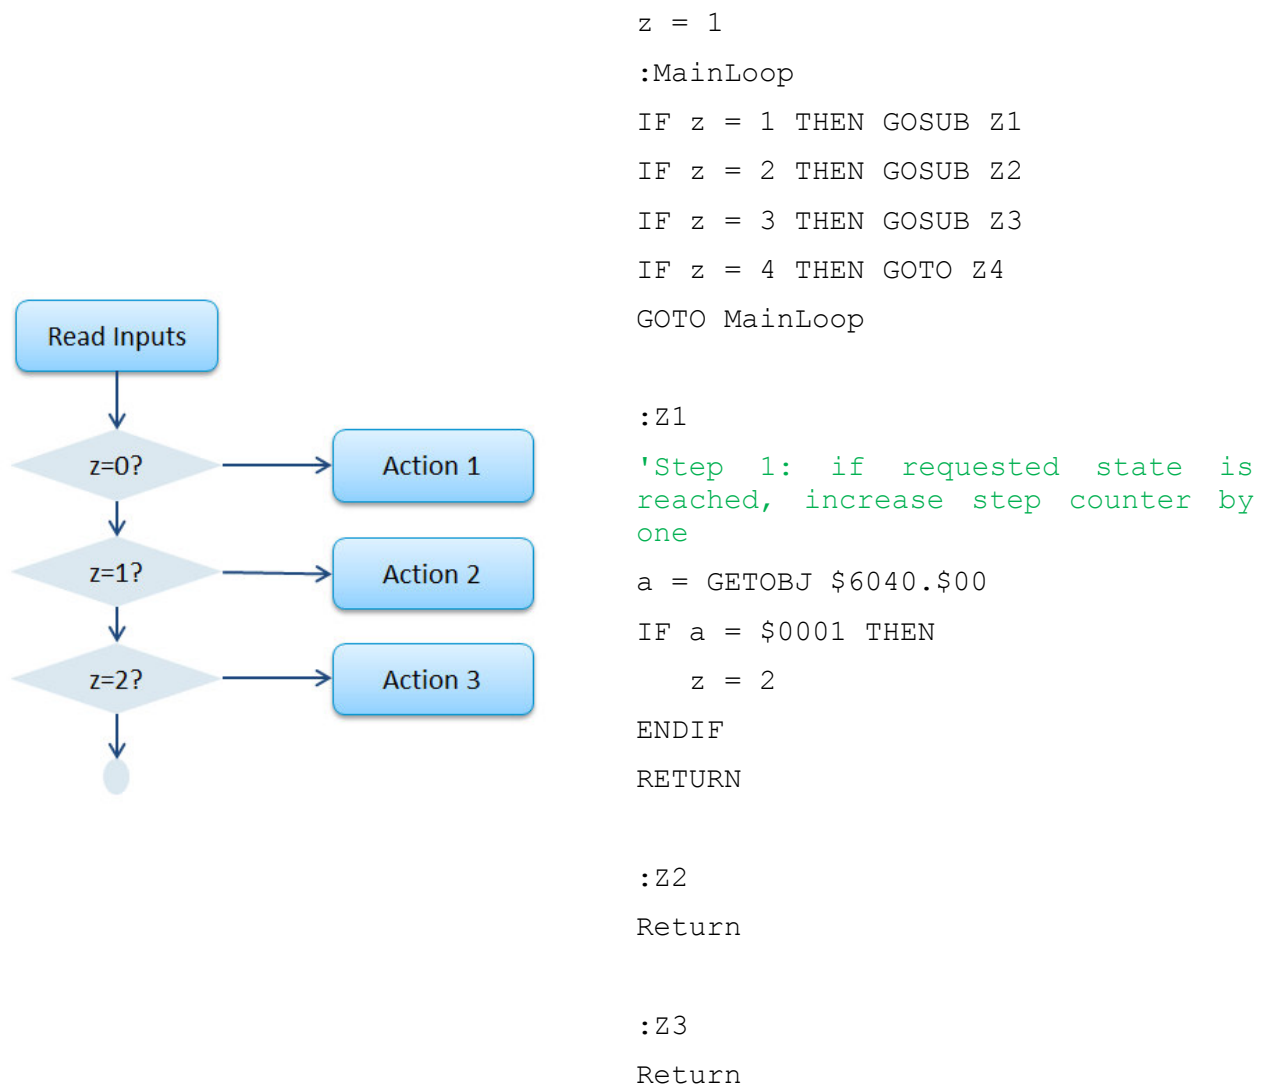 Read Inputs
z=0?
Action 1
z=1?
Action 2
z=2?
Action 3
z = 1
:MainLoop
IF z = 1 THEN GOSUB Z1
IF z = 2 THEN GOSUB Z2
IF z = 3 THEN GOSUB Z3
IF z = 4 THEN GOTO Z4
GOTO MainLoop
:Z1
'Step 1: if requested state is
reached, increase step counter by
one
a = GETOBJ $6040.$00
IF a = $0001 THEN
z = 2
ENDIF
RETURN
:Z2
Return
:Z3
Return